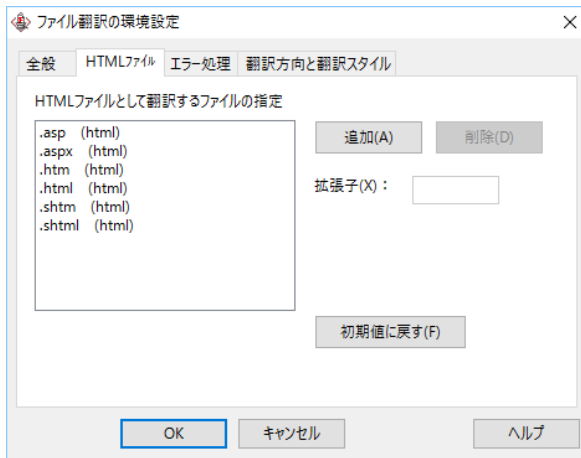 ファイル翻訳の環境設定
全般 HTMLファイル エラー処理 翻訳方向と翻訳スタイル
HTMLファイルとして翻訳するファイルの指定
.asp (html)
.aspx (html)
.htm (html)
.html (html)
.shtm (html)
.shtml (html)
追加(A) 削除(D)
拡張子(X)：
初期値に戻す(F)
OK キャンセル ヘルプ